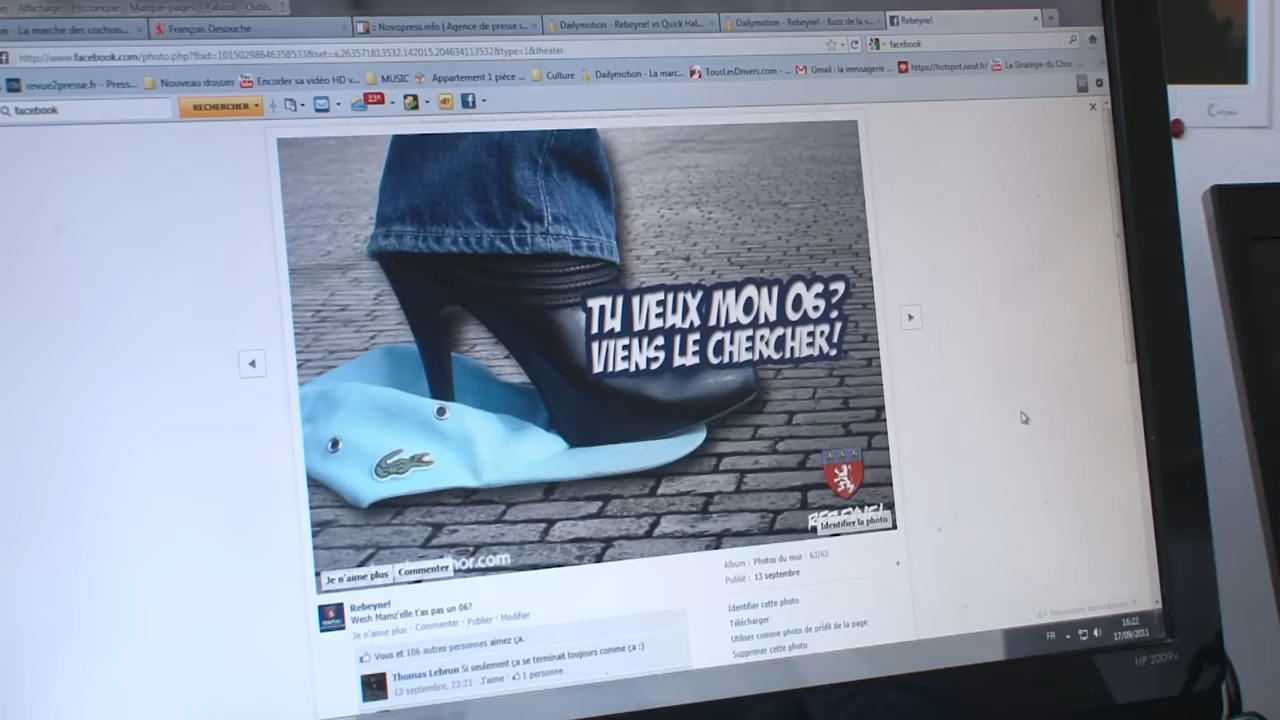 Affichage Historique Marque-pages Yahoo! Outils ?
- La marche des cochon...
François Desouche
:: Novopress.info | Agence de presse i...
Dailymotion - Rebeyne! vs Quick Hal...
Dailymotion - Rebeyne! - Buzz de la s...
Rebeyne!
facebook
revue2presse.fr - Press...
Nouveau dossier
Encoder sa vidéo HD v...
MUSIC
Appartement 1 pièce ...
Culture
Dailymotion - La marc...
TousLesDrivers.com - ...
Gmail : la messagerie ...
https://hotspot.neuf.fr/
La Stratégie du Choc ...
facebook
RECHERCHER
23°
TU VEUX MON 06?
VIENS LE CHERCHER!
Identifier la photo
hor.com
Je n'aime plus Commenter
Album : Photos du mur · 63/63
Publié : 13 septembre
Rebeyne!
Wesh Mamz'elle t'as pas un 06?
Je n'aime plus · Commenter · Publier · Modifier
Vous et 106 autres personnes aimez ça.
Thomas Lebrun Si seulement ça se terminait toujours comme ça :)
13 septembre, 23:21 · J'aime · 1 personne
Identifier cette photo
Télécharger
Utiliser comme photo de profil de la page
Supprimer cette photo
FR
16:22
17/09/2011
HP 2009v